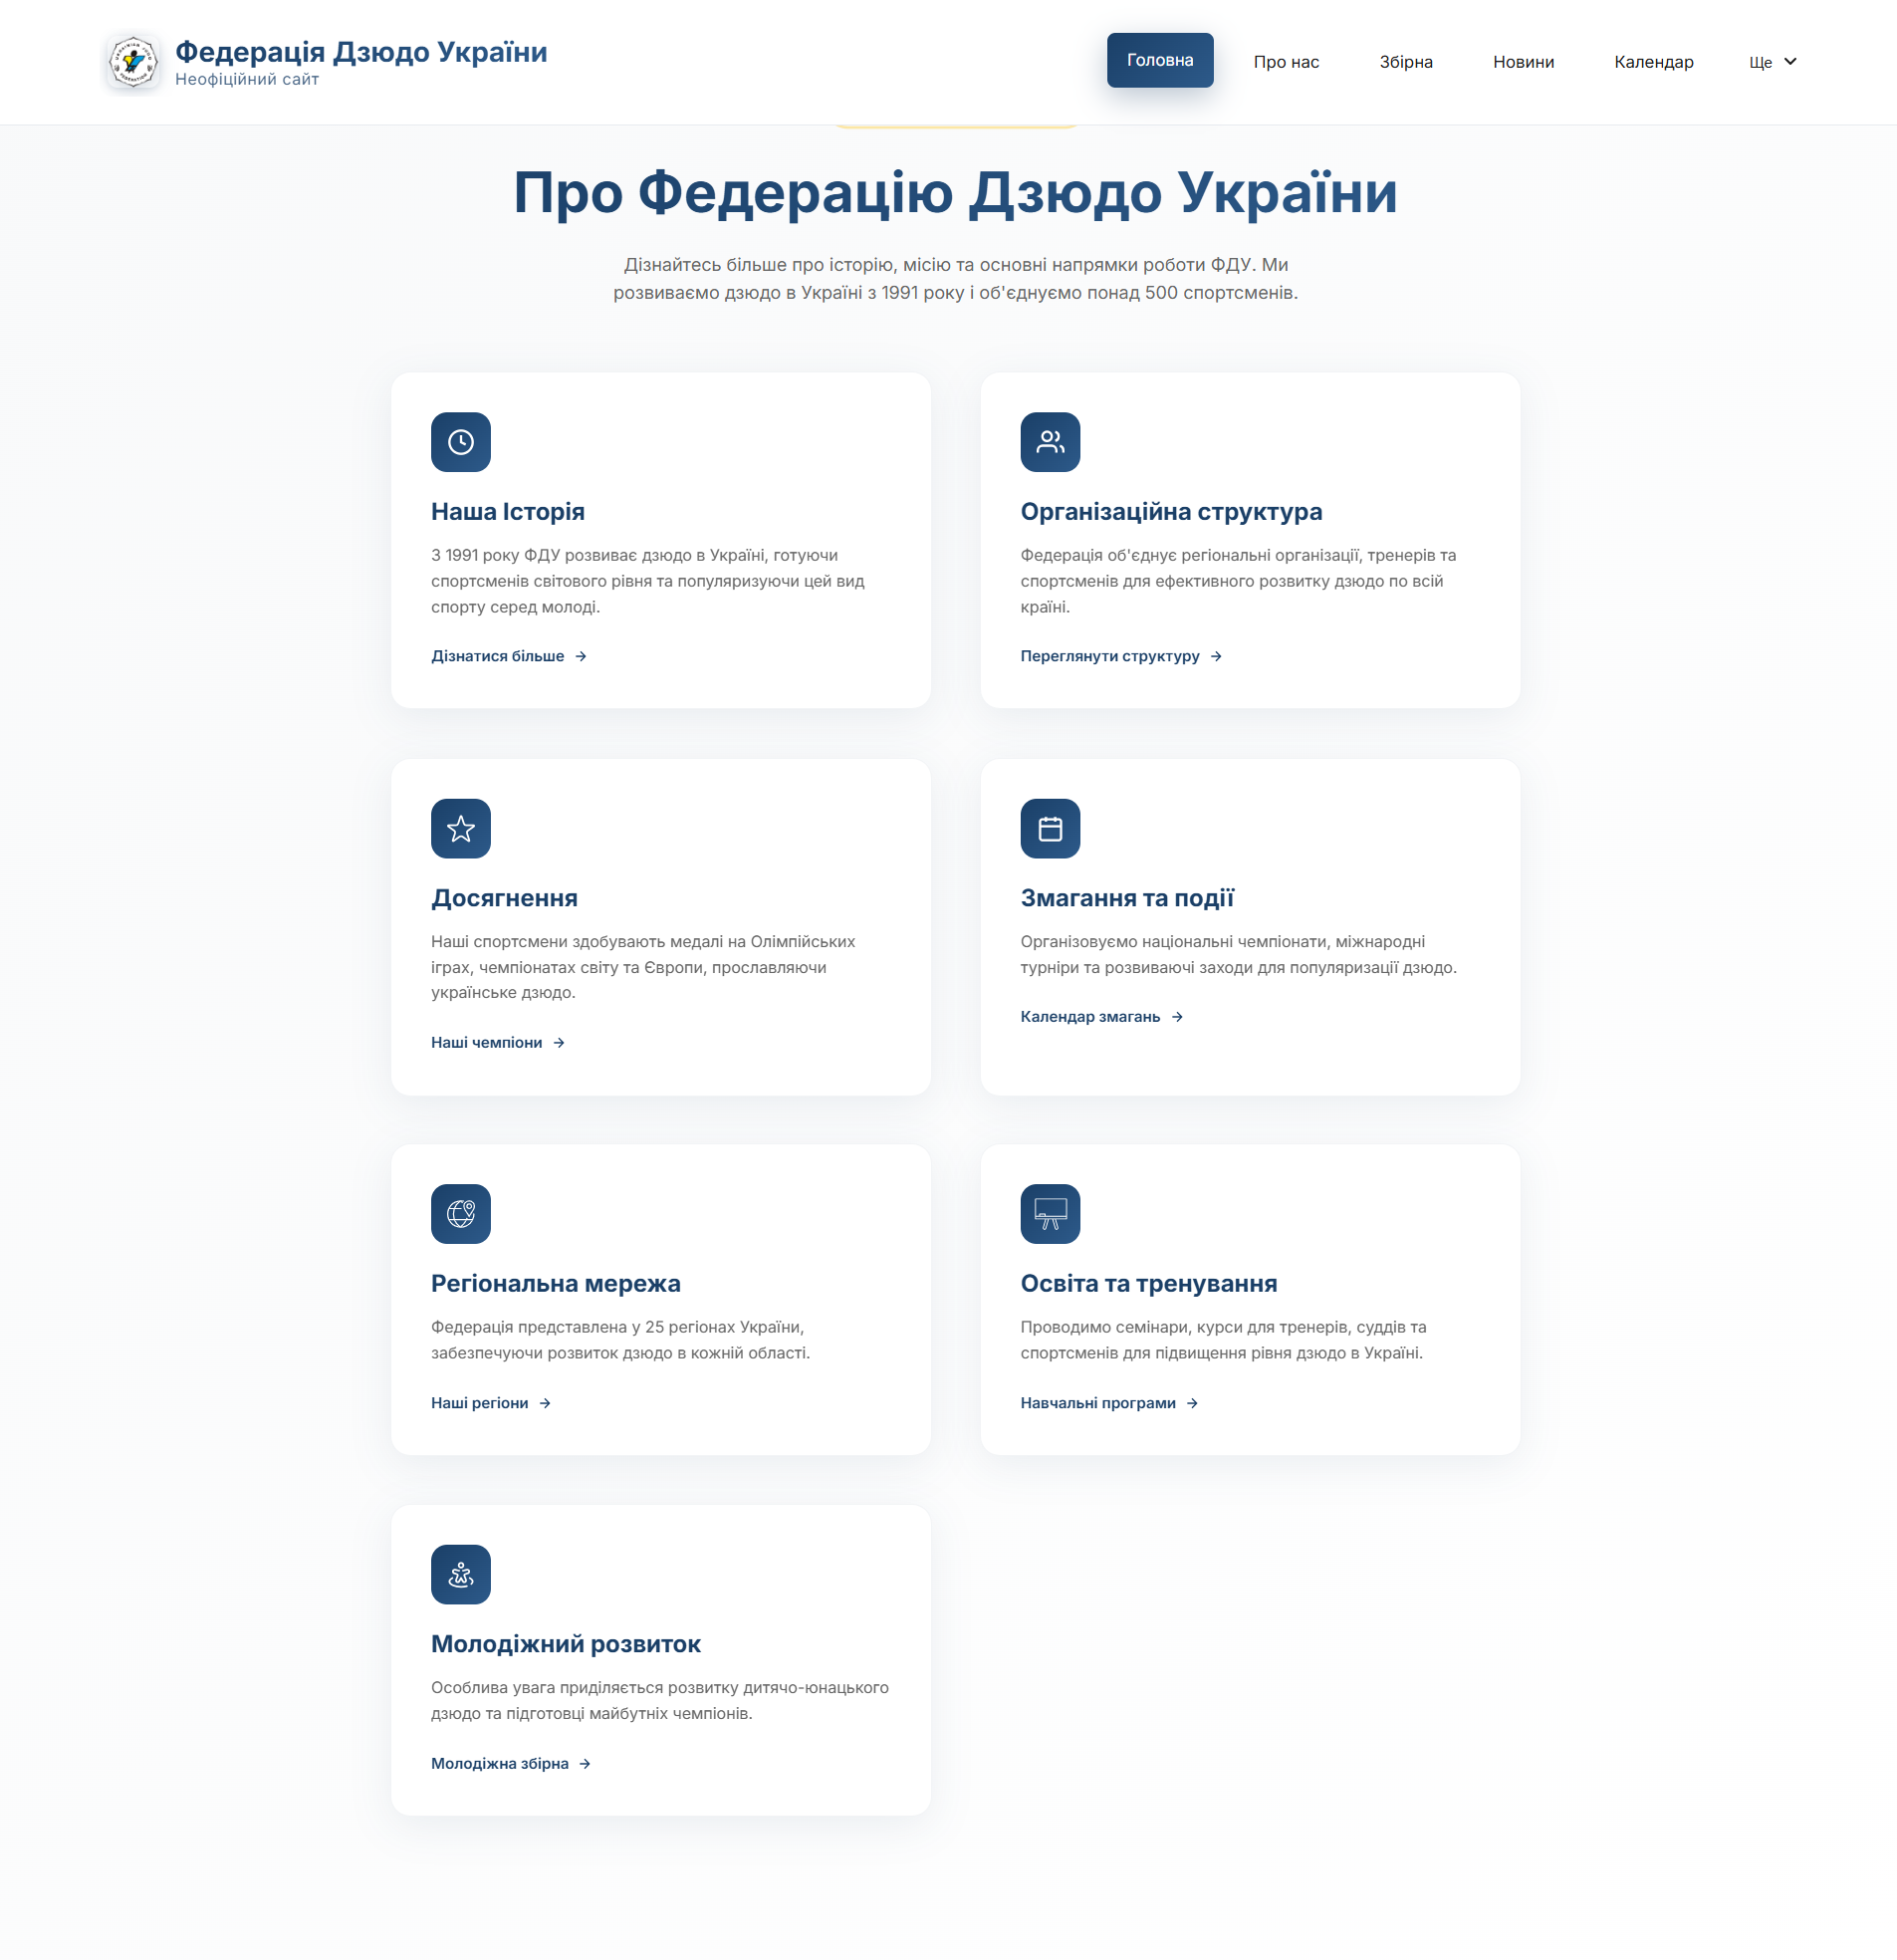 Федерація Дзюдо України
Неофіційний сайт
Головна
Про нас
Збірна
Новини
Календар
Ще
Про Федерацію Дзюдо України
Дізнайтесь більше про історію, місію та основні напрямки роботи ФДУ. Ми
розвиваємо дзюдо в Україні з 1991 року і об'єднуємо понад 500 спортсменів.
Наша Історія
З 1991 року ФДУ розвиває дзюдо в Україні, готуючи
спортсменів світового рівня та популяризуючи цей вид
спорту серед молоді.
Дізнатися більше
Організаційна структура
Федерація об'єднує регіональні організації, тренерів та
спортсменів для ефективного розвитку дзюдо по всій
країні.
Переглянути структуру
Досягнення
Наші спортсмени здобувають медалі на Олімпійських
іграх, чемпіонатах світу та Європи, прославляючи
українське дзюдо.
Наші чемпіони
Змагання та події
Організовуємо національні чемпіонати, міжнародні
турніри та розвиваючі заходи для популяризації дзюдо.
Календар змагань
Регіональна мережа
Федерація представлена у 25 регіонах України,
забезпечуючи розвиток дзюдо в кожній області.
Наші регіони
Освіта та тренування
Проводимо семінари, курси для тренерів, суддів та
спортсменів для підвищення рівня дзюдо в Україні.
Навчальні програми
Молодіжний розвиток
Особлива увага приділяється розвитку дитячо-юнацького
дзюдо та підготовці майбутніх чемпіонів.
Молодіжна збірна